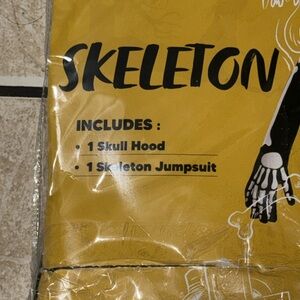 SKELETON
INCLUDES :
• 1 Skull Hood
• 1 Skeleton Jumpsuit